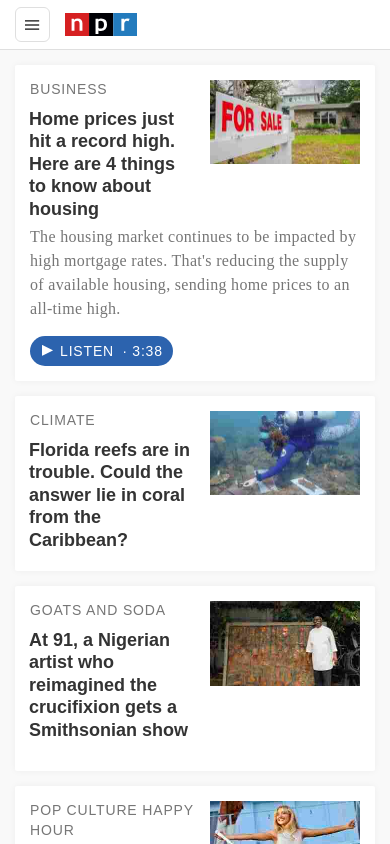 npr
BUSINESS
Home prices just
hit a record high.
Here are 4 things
to know about
housing
FOR SALE
The housing market continues to be impacted by
high mortgage rates. That's reducing the supply
of available housing, sending home prices to an
all-time high.
LISTEN · 3:38
CLIMATE
Florida reefs are in
trouble. Could the
answer lie in coral
from the
Caribbean?
GOATS AND SODA
At 91, a Nigerian
artist who
reimagined the
crucifixion gets a
Smithsonian show
POP CULTURE HAPPY
HOUR